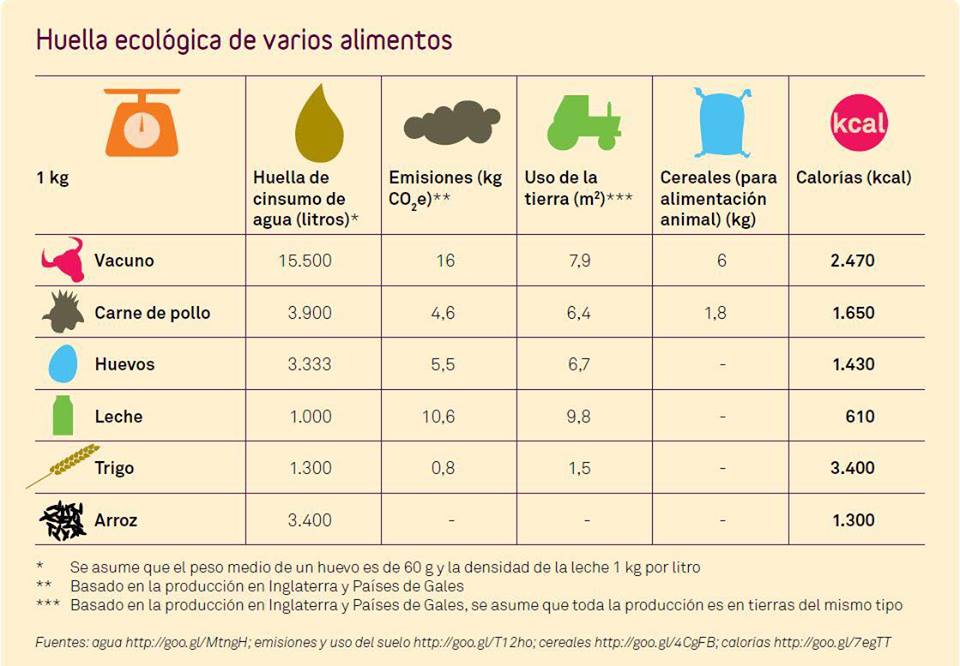 Huella ecológica de varios alimentos
kcal
1 kg
Huella de
cinsumo de
agua (litros)*
Emisiones (kg
CO₂e)**
Uso de la
tierra (m²)***
Cereales (para
alimentación
animal) (kg)
Calorías (kcal)
Vacuno 15.500 16 7,9 6 2.470
Carne de pollo 3.900 4,6 6,4 1,8 1.650
Huevos 3.333 5,5 6,7 - 1.430
Leche 1.000 10,6 9,8 - 610
Trigo 1.300 0,8 1,5 - 3.400
Arroz 3.400 - - - 1.300
* Se asume que el peso medio de un huevo es de 60 g y la densidad de la leche 1 kg por litro
** Basado en la producción en Inglaterra y Países de Gales
*** Basado en la producción en Inglaterra y Países de Gales, se asume que toda la producción es en tierras del mismo tipo
Fuentes: agua http://goo.gl/MtngH; emisiones y uso del suelo http://goo.gl/T12ho; cereales http://goo.gl/4CgFB; calorías http://goo.gl/7egTT